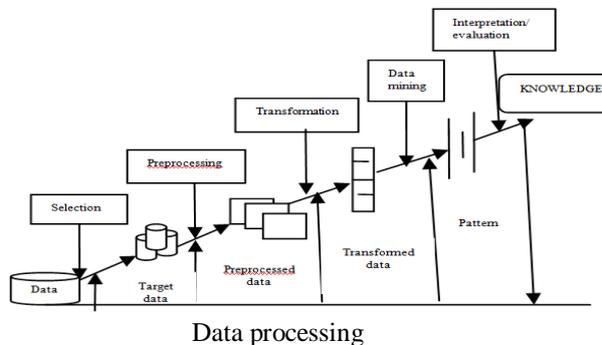 Interpretation/
evaluation
KNOWLEDGE
Data
mining
Transformation
Preprocessing
Selection
Pattern
Transformed
data
Preprocessed
data
Target
data
Data
Data processing